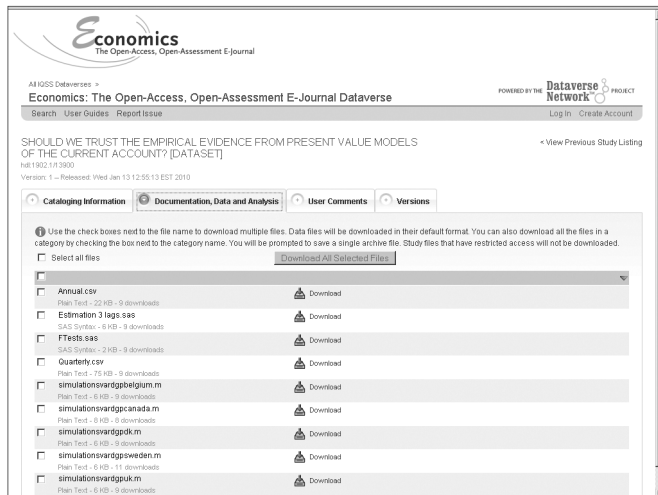 Economics
The Open-Access, Open-Assessment E-Journal
All IQSS Dataverses >
Economics: The Open-Access, Open-Assessment E-Journal Dataverse
POWERED BY THE Dataverse Network™ PROJECT
Search User Guides Report Issue
Log In Create Account
SHOULD WE TRUST THE EMPIRICAL EVIDENCE FROM PRESENT VALUE MODELS
OF THE CURRENT ACCOUNT? [DATASET]
< View Previous Study Listing
hdl:1902.1/13900
Version: 1 – Released: Wed Jan 13 12:55:13 EST 2010
Cataloging Information
Documentation, Data and Analysis
User Comments
Versions
Use the check boxes next to the file name to download multiple files. Data files will be downloaded in their default format. You can also download all the files in a
category by checking the box next to the category name. You will be prompted to save a single archive file. Study files that have restricted access will not be downloaded.
Select all files
Download All Selected Files
Annual.csv
Download
Plain Text - 22 KB - 9 downloads
Estimation 3 lags.sas
Download
SAS Syntax - 6 KB - 9 downloads
FTests.sas
Download
SAS Syntax - 2 KB - 9 downloads
Quarterly.csv
Download
Plain Text - 75 KB - 9 downloads
simulationsvardgpbelgium.m
Download
Plain Text - 6 KB - 9 downloads
simulationsvardgpcanada.m
Download
Plain Text - 8 KB - 8 downloads
simulationsvardgpdk.m
Download
Plain Text - 6 KB - 9 downloads
simulationsvardgpsweden.m
Download
Plain Text - 6 KB - 11 downloads
simulationsvardgpuk.m
Download
Plain Text - 6 KB - 9 downloads